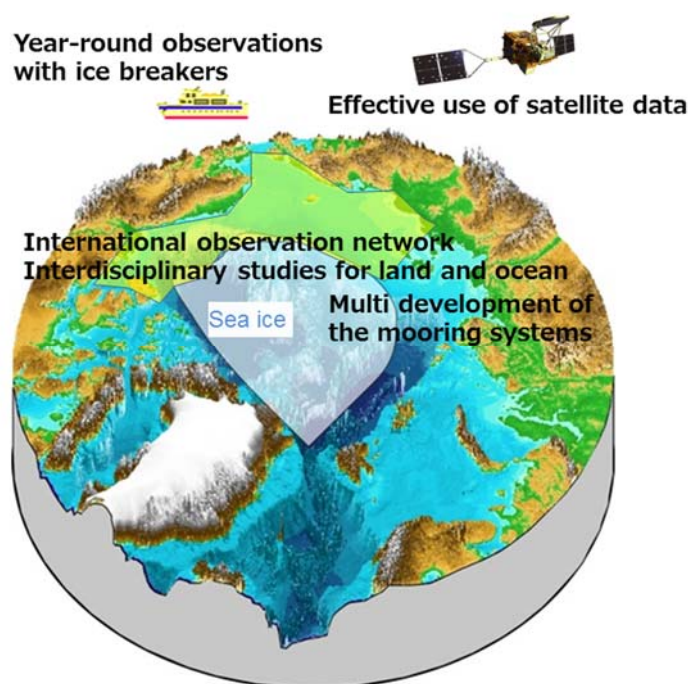 Year-round observations
with ice breakers
Effective use of satellite data
International observation network
Interdisciplinary studies for land and ocean
Sea ice
Multi development of
the mooring systems